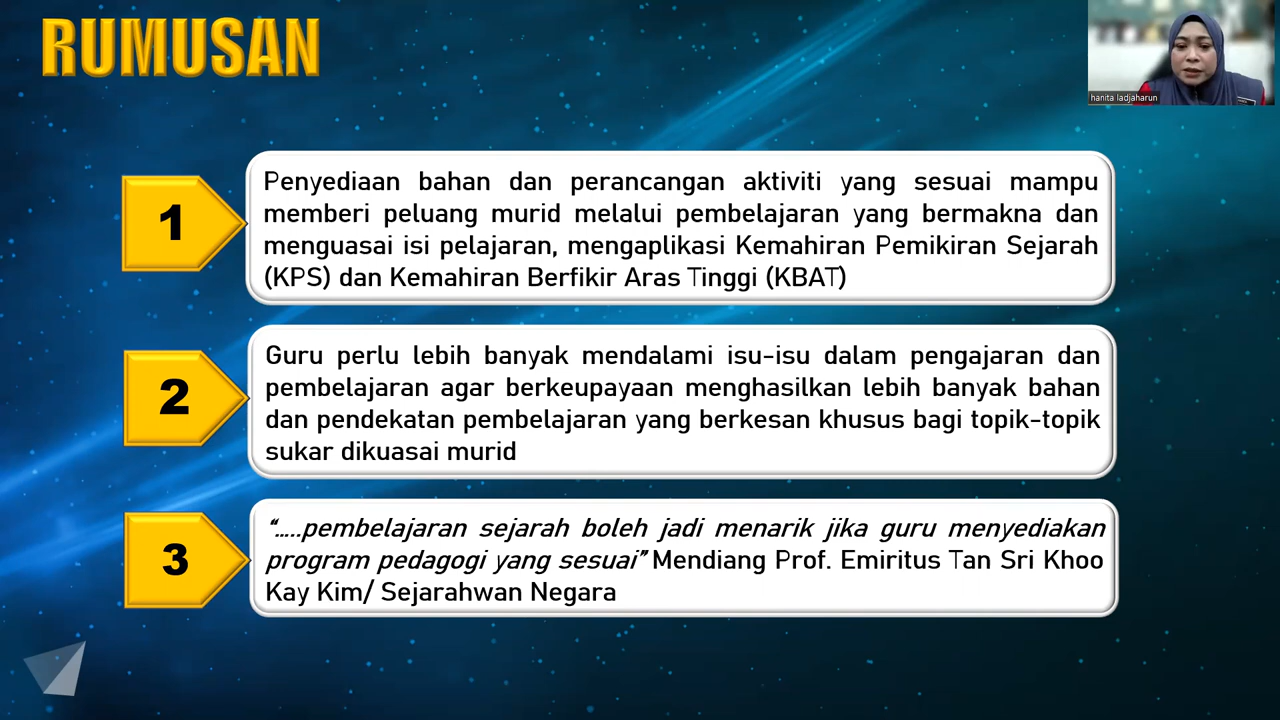 RUMUSAN
hanita ladjaharun
1
Penyediaan bahan dan perancangan aktiviti yang sesuai mampu
memberi peluang murid melalui pembelajaran yang bermakna dan
menguasai isi pelajaran, mengaplikasi Kemahiran Pemikiran Sejarah
(KPS) dan Kemahiran Berfikir Aras Tinggi (KBAT)
2
Guru perlu lebih banyak mendalami isu-isu dalam pengajaran dan
pembelajaran agar berkeupayaan menghasilkan lebih banyak bahan
dan pendekatan pembelajaran yang berkesan khusus bagi topik-topik
sukar dikuasai murid
3
“.....pembelajaran sejarah boleh jadi menarik jika guru menyediakan
program pedagogi yang sesuai” Mendiang Prof. Emiritus Tan Sri Khoo
Kay Kim/ Sejarahwan Negara